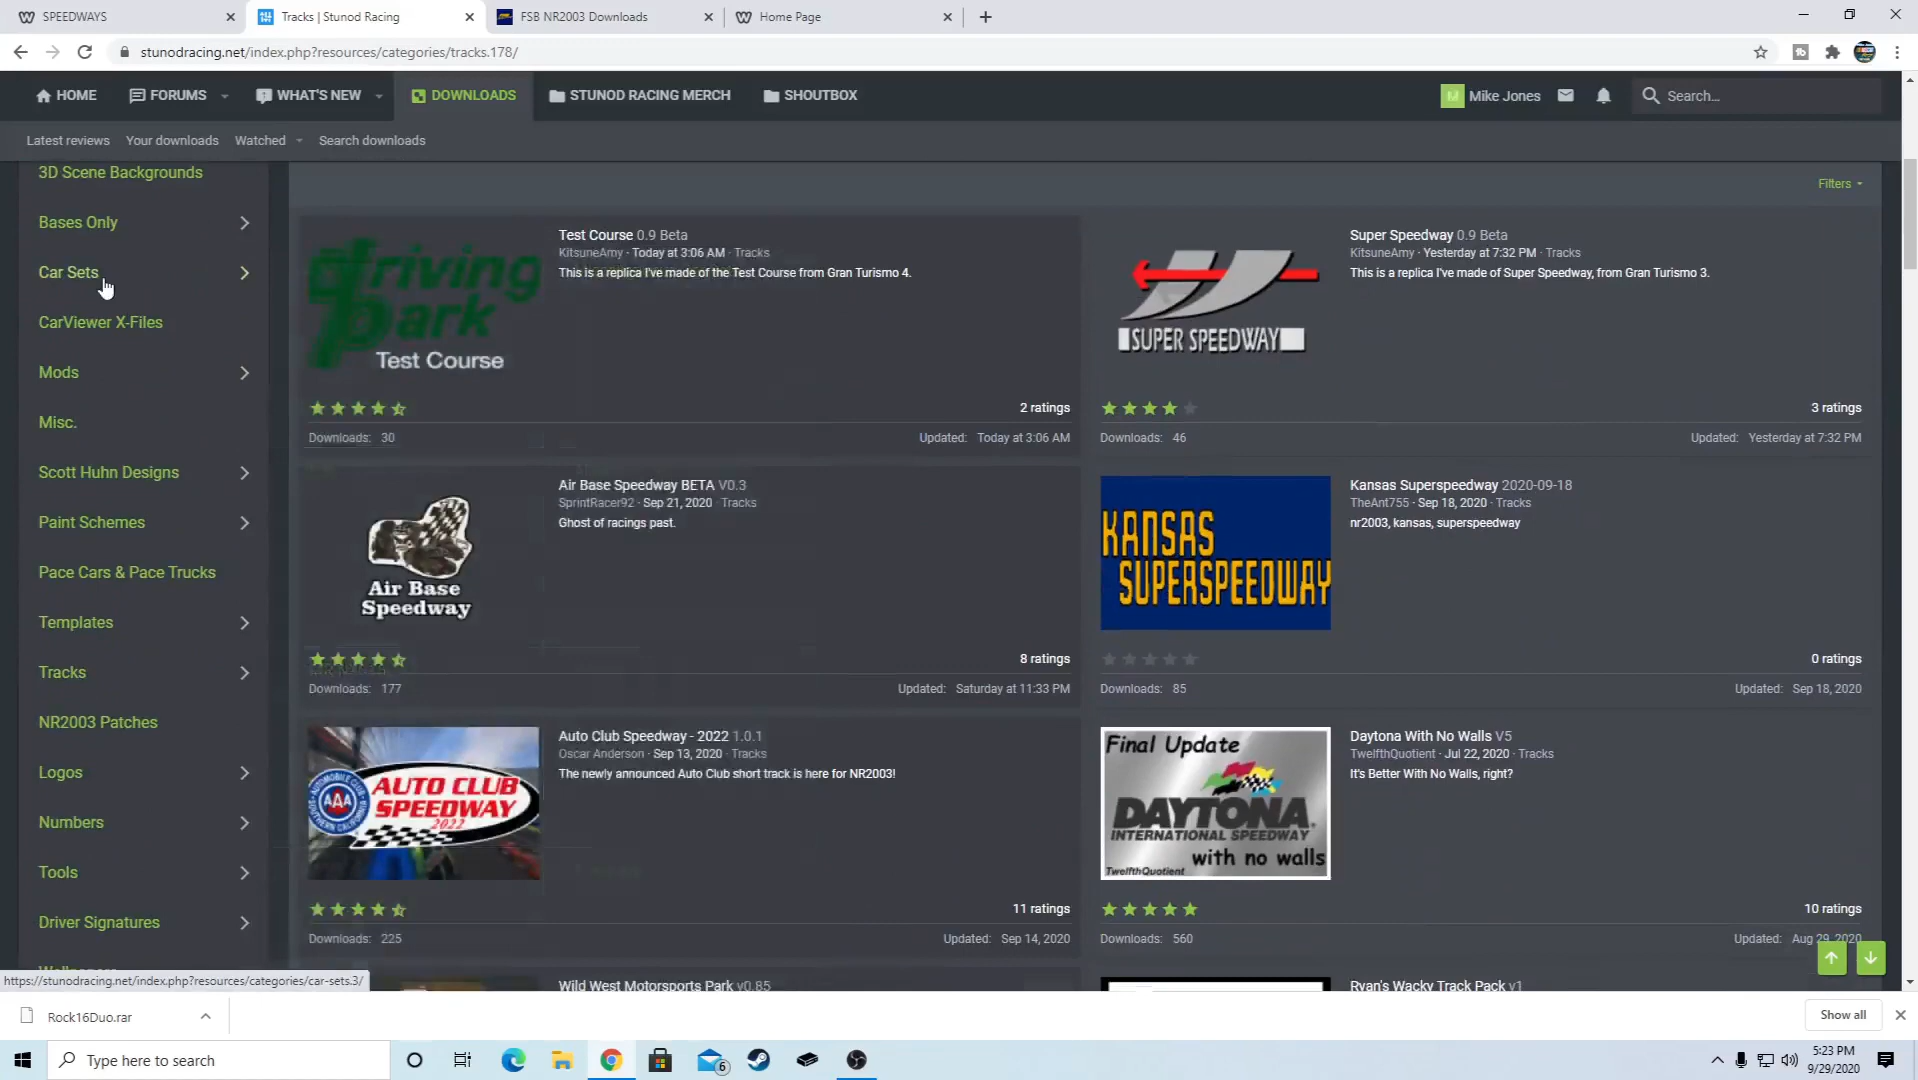 SPEEDWAYS
Tracks | Stunod Racing
FSB NR2003 Downloads
Home Page
stunodracing.net/index.php?resources/categories/tracks.178/
HOME
FORUMS
WHAT'S NEW
DOWNLOADS
STUNOD RACING MERCH
SHOUTBOX
Mike Jones
Search...
Latest reviews
Your downloads
Watched
Search downloads
3D Scene Backgrounds
Bases Only
Car Sets
CarViewer X-Files
Mods
Misc.
Scott Huhn Designs
Paint Schemes
Pace Cars & Pace Trucks
Templates
Tracks
NR2003 Patches
Logos
Numbers
Tools
Driver Signatures
Filters
driving
park
Test Course
Test Course 0.9 Beta
KitsuneAmy · Today at 3:06 AM · Tracks
This is a replica I've made of the Test Course from Gran Turismo 4.
2 ratings
Downloads: 30
Updated: Today at 3:06 AM
SUPER SPEEDWAY
Super Speedway 0.9 Beta
KitsuneAmy · Yesterday at 7:32 PM · Tracks
This is a replica I've made of Super Speedway, from Gran Turismo 3.
3 ratings
Downloads: 46
Updated: Yesterday at 7:32 PM
Air Base
Speedway
Air Base Speedway BETA V0.3
SprintRacer92 · Sep 21, 2020 · Tracks
Ghost of racings past.
8 ratings
Downloads: 177
Updated: Saturday at 11:33 PM
KANSAS
SUPERSPEEDWAY
Kansas Superspeedway 2020-09-18
TheAnt755 · Sep 18, 2020 · Tracks
nr2003, kansas, superspeedway
0 ratings
Downloads: 85
Updated: Sep 18, 2020
AAA
AUTO CLUB
SPEEDWAY
2022
Auto Club Speedway - 2022 1.0.1
Oscar Anderson · Sep 13, 2020 · Tracks
The newly announced Auto Club short track is here for NR2003!
11 ratings
Downloads: 225
Updated: Sep 14, 2020
Final Update
DAYTONA
INTERNATIONAL SPEEDWAY
with no walls
TwelfthQuotient
Daytona With No Walls V5
TwelfthQuotient · Jul 22, 2020 · Tracks
It's Better With No Walls, right?
10 ratings
Downloads: 560
Updated: Aug 29, 2020
Wild West Motorsports Park v0.85
Ryan's Wacky Track Pack v1
https://stunodracing.net/index.php?resources/categories/car-sets.3/
Rock16Duo.rar
Show all
Type here to search
6
5:23 PM
9/29/2020